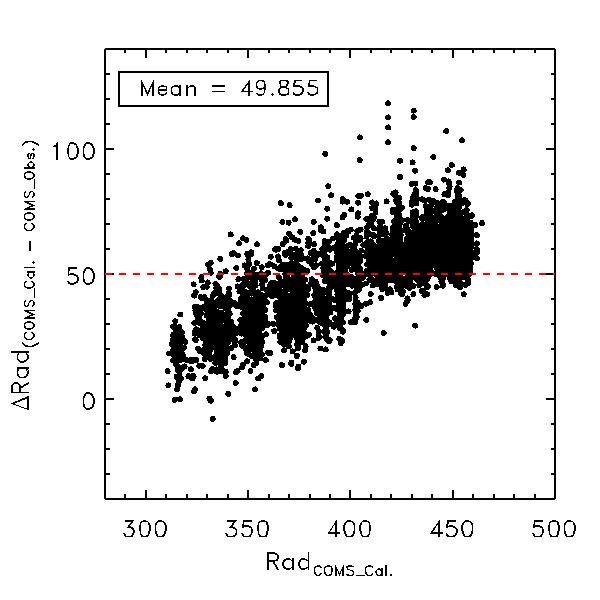 Mean = 49.855
100
50
0
ΔRad(COMS_Cal. - COMS_Obs.)
300 350 400 450 500
RadCOMS_Cal.